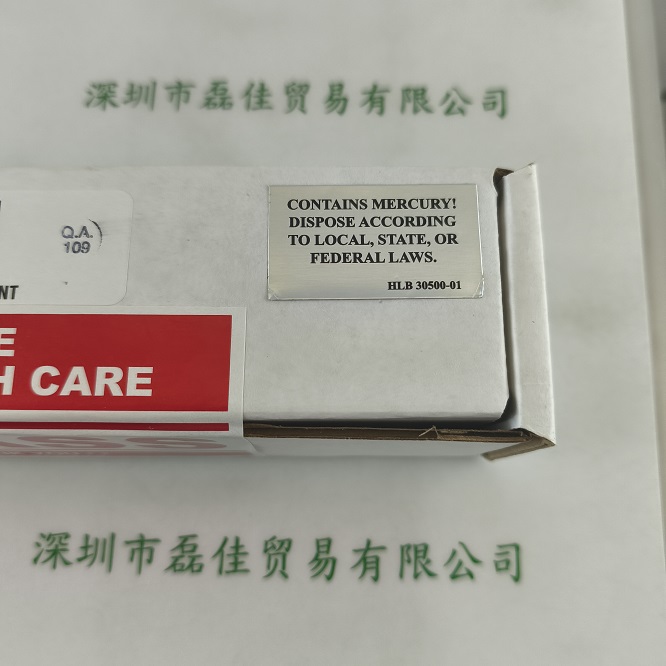 深圳市磊佳贸易有限公司
Q.A.
109
NT
CONTAINS MERCURY!
DISPOSE ACCORDING
TO LOCAL, STATE, OR
FEDERAL LAWS.
HLB 30500-01
E
H CARE
SS
深圳市磊佳贸易有限公司